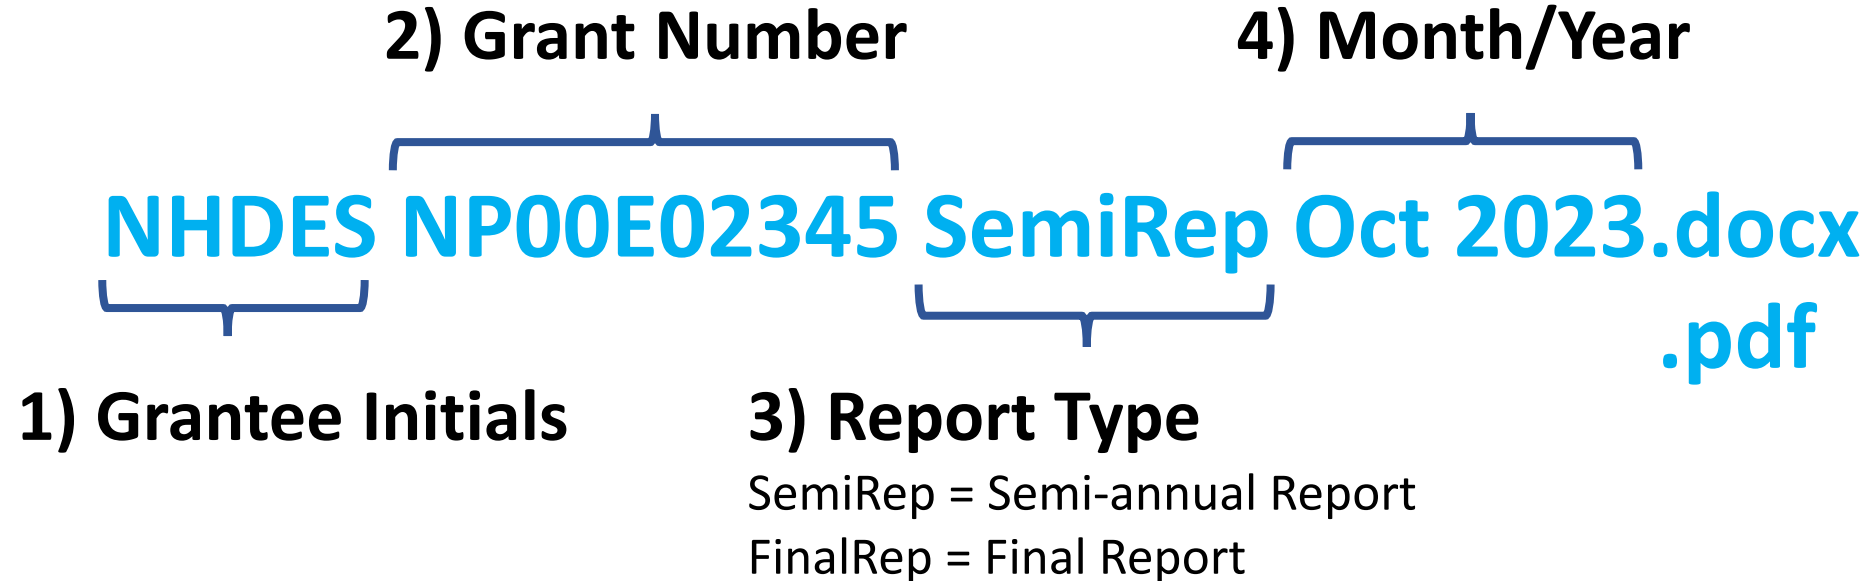 2) Grant Number
4) Month/Year
NHDES NP00E02345 SemiRep Oct 2023.docx
.pdf
1) Grantee Initials
3) Report Type
SemiRep = Semi-annual Report
FinalRep = Final Report